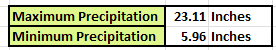 Maximum Precipitation 23.11 Inches
Minimum Precipitation 5.96 Inches